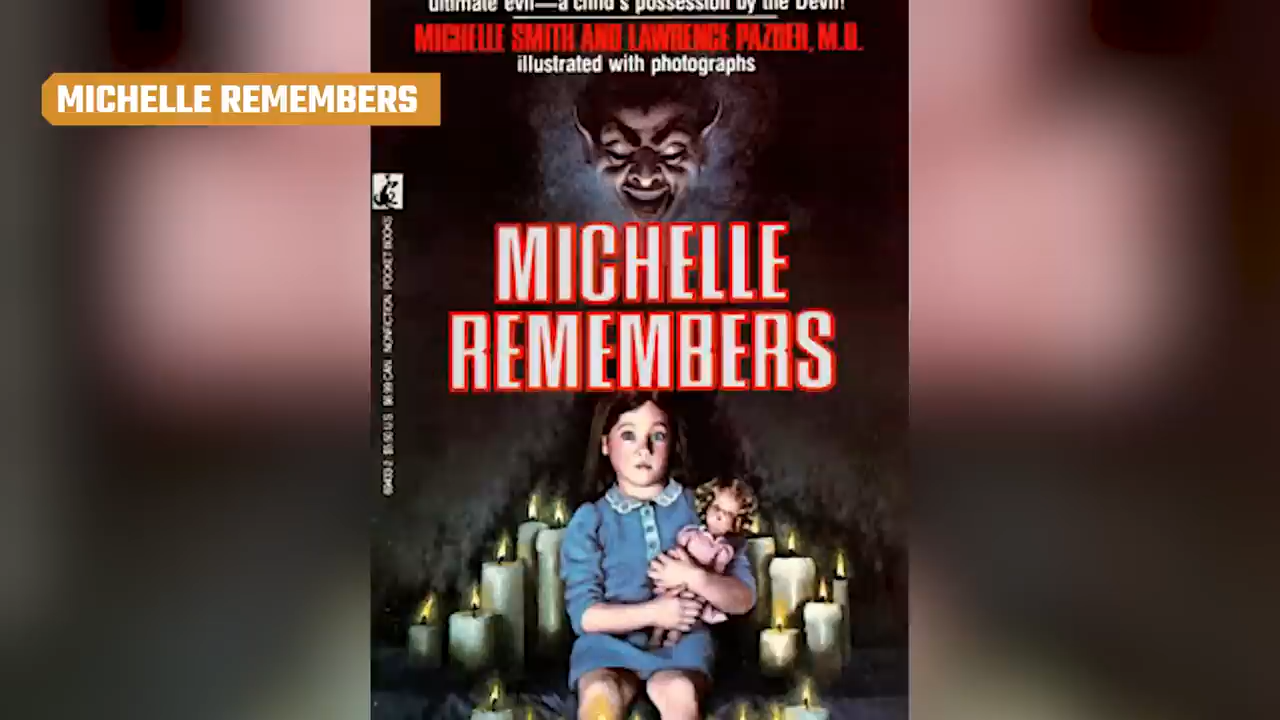 ultimate evil—a child's possession by the Devil!
MICHELLE SMITH AND LAWRENCE PAZDER, M.D.
illustrated with photographs
MICHELLE REMEMBERS
MICHELLE
REMEMBERS
NONFICTION POCKET BOOKS